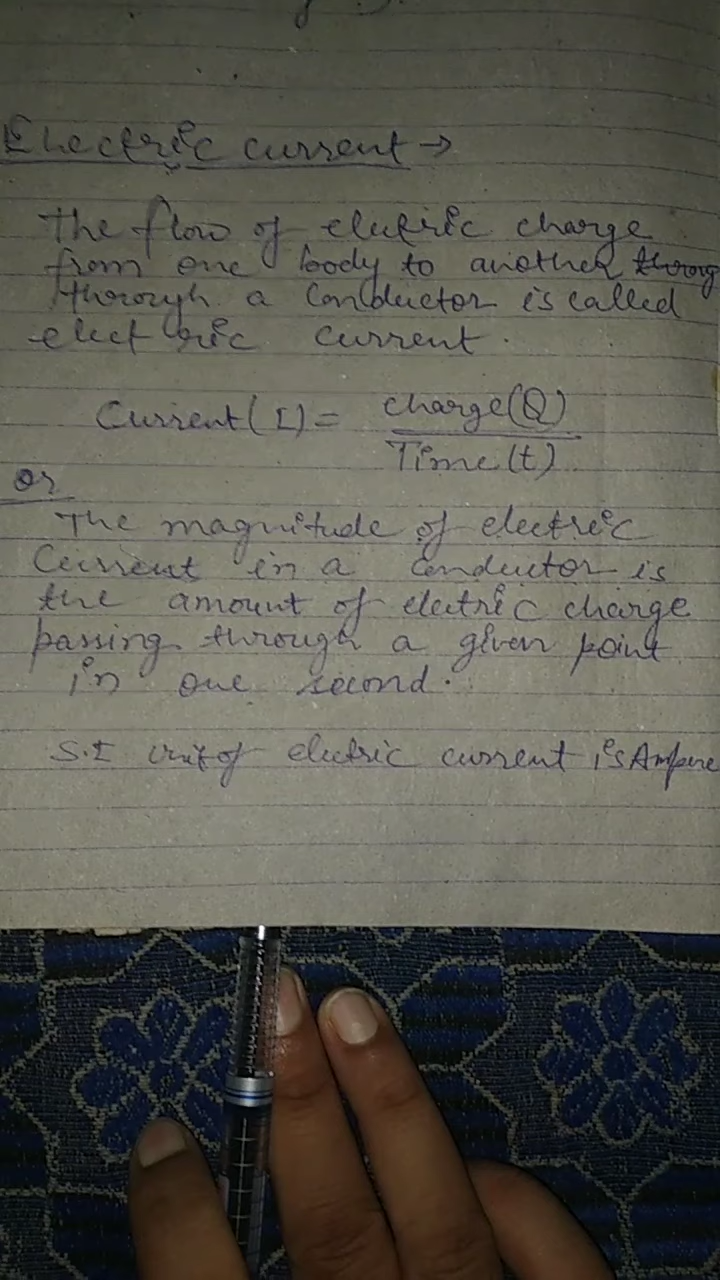 Electric current →
The flow of electric charge
from one body to another throug
through a conductor is called
electric current.
Current (I) = charge(Q)
Time (t)
or
The magnitude of electric
Current in a conductor is
the amount of electric charge
passing through a given point
in one second.
S.I unit of electric current is Ampere